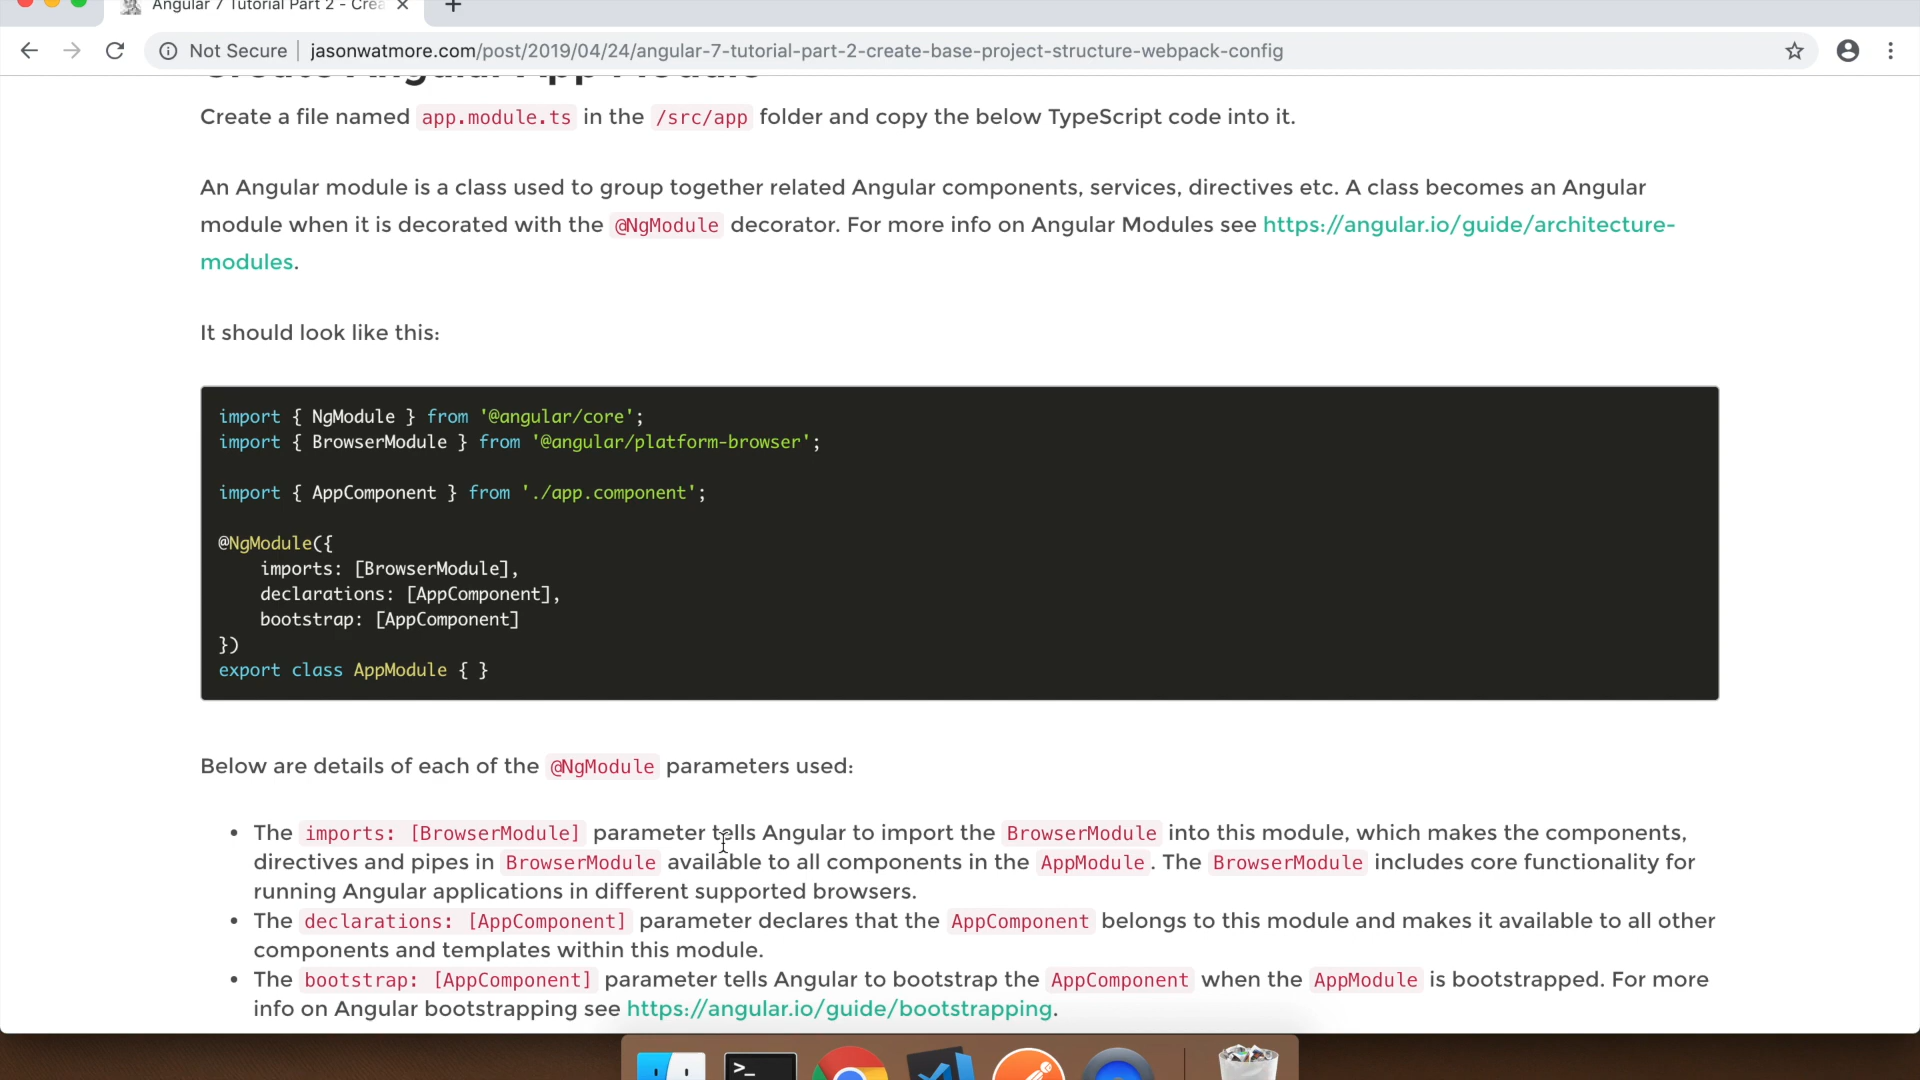 Angular 7 Tutorial Part 2 - Crea
Not Secure | jasonwatmore.com/post/2019/04/24/angular-7-tutorial-part-2-create-base-project-structure-webpack-config
Create Angular App Module
Create a file named app.module.ts in the /src/app folder and copy the below TypeScript code into it.
An Angular module is a class used to group together related Angular components, services, directives etc. A class becomes an Angular
module when it is decorated with the @NgModule decorator. For more info on Angular Modules see https://angular.io/guide/architecture-
modules.
It should look like this:
import { NgModule } from '@angular/core';
import { BrowserModule } from '@angular/platform-browser';
import { AppComponent } from './app.component';
@NgModule({
    imports: [BrowserModule],
    declarations: [AppComponent],
    bootstrap: [AppComponent]
})
export class AppModule { }
Below are details of each of the @NgModule parameters used:
• The imports: [BrowserModule] parameter tells Angular to import the BrowserModule into this module, which makes the components,
directives and pipes in BrowserModule available to all components in the AppModule. The BrowserModule includes core functionality for
running Angular applications in different supported browsers.
• The declarations: [AppComponent] parameter declares that the AppComponent belongs to this module and makes it available to all other
components and templates within this module.
• The bootstrap: [AppComponent] parameter tells Angular to bootstrap the AppComponent when the AppModule is bootstrapped. For more
info on Angular bootstrapping see https://angular.io/guide/bootstrapping.
>_